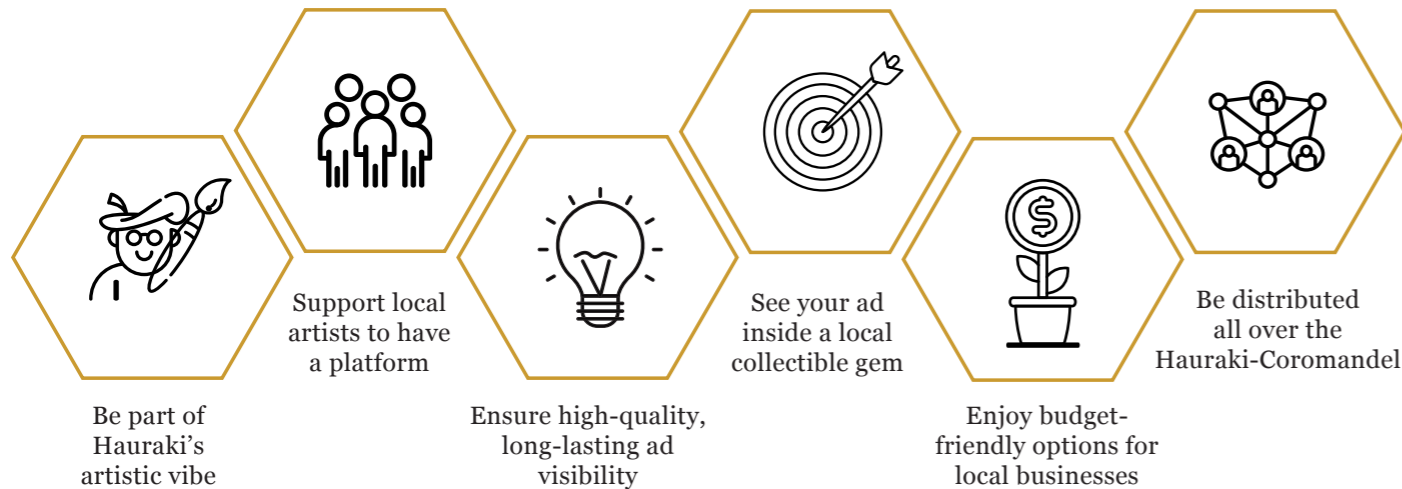 Be part of
Hauraki’s
artistic vibe
Support local
artists to have
a platform
Ensure high-quality,
long-lasting ad
visibility
See your ad
inside a local
collectible gem
$
Enjoy budget-
friendly options for
local businesses
Be distributed
all over the
Hauraki-Coromandel